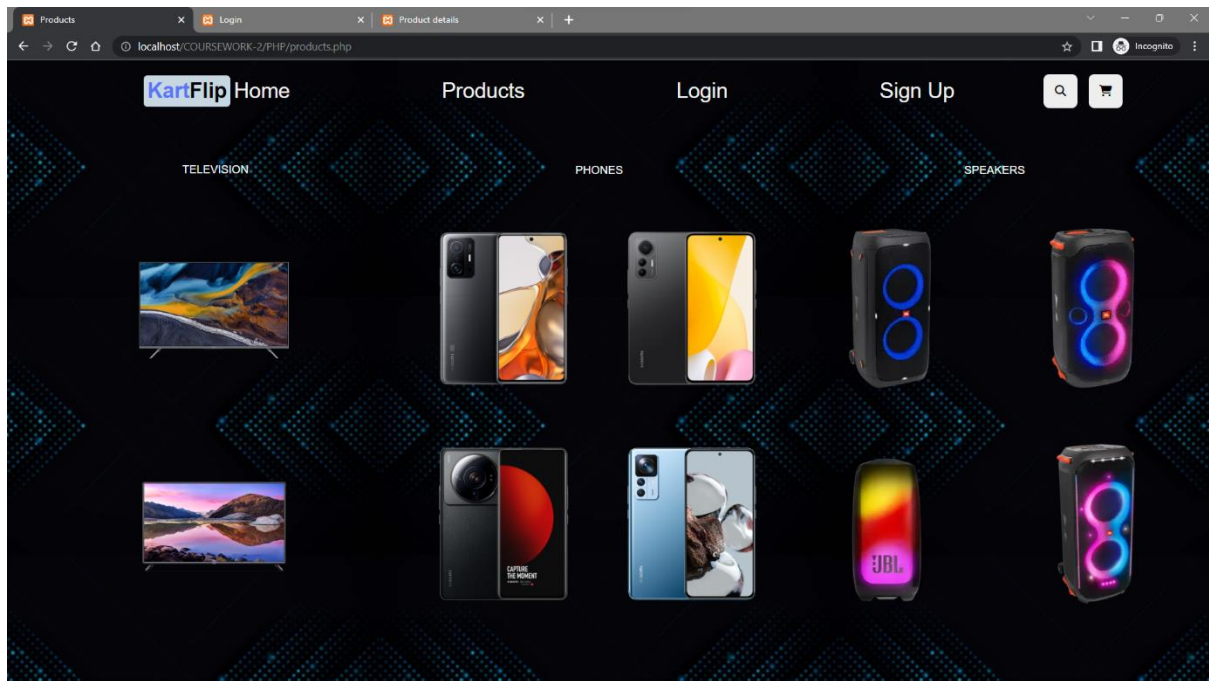 Products
Login
Product details
localhost/COURSEWORK-2/PHP/products.php
Incognito
KartFlip Home Products Login Sign Up
TELEVISION PHONES SPEAKERS
CAPTURE
THE MOMENT
JBL